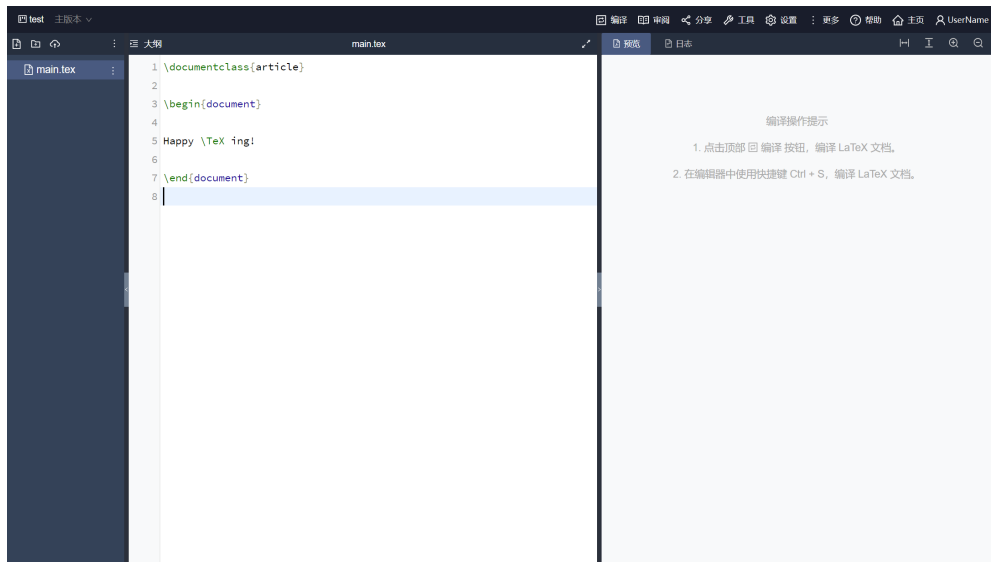 test 主版本 编译 审阅 分享 工具 设置 更多 帮助 主页 UserName
大纲 main.tex 预览 日志
main.tex
1 \documentclass{article}
2
3 \begin{document}
4
5 Happy \TeX ing!
6
7 \end{document}
8
编译操作提示
1. 点击顶部 编译 按钮，编译 LaTeX 文档。
2. 在编辑器中使用快捷键 Ctrl + S，编译 LaTeX 文档。